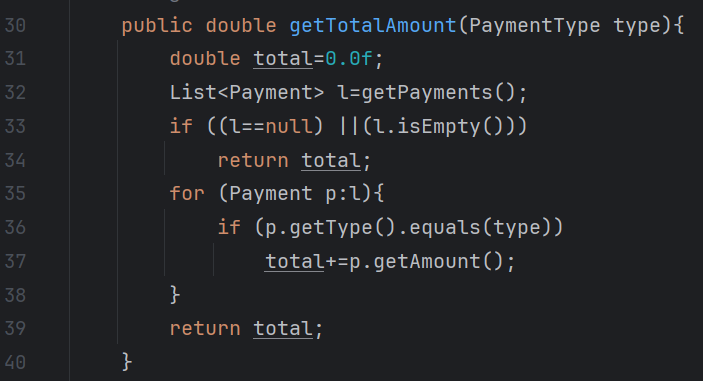 30 public double getTotalAmount(PaymentType type){
31 double total=0.0f;
32 List<Payment> l=getPayments();
33 if ((l==null) ||(l.isEmpty()))
34 return total;
35 for (Payment p:l){
36 if (p.getType().equals(type))
37 total+=p.getAmount();
38 }
39 return total;
40 }